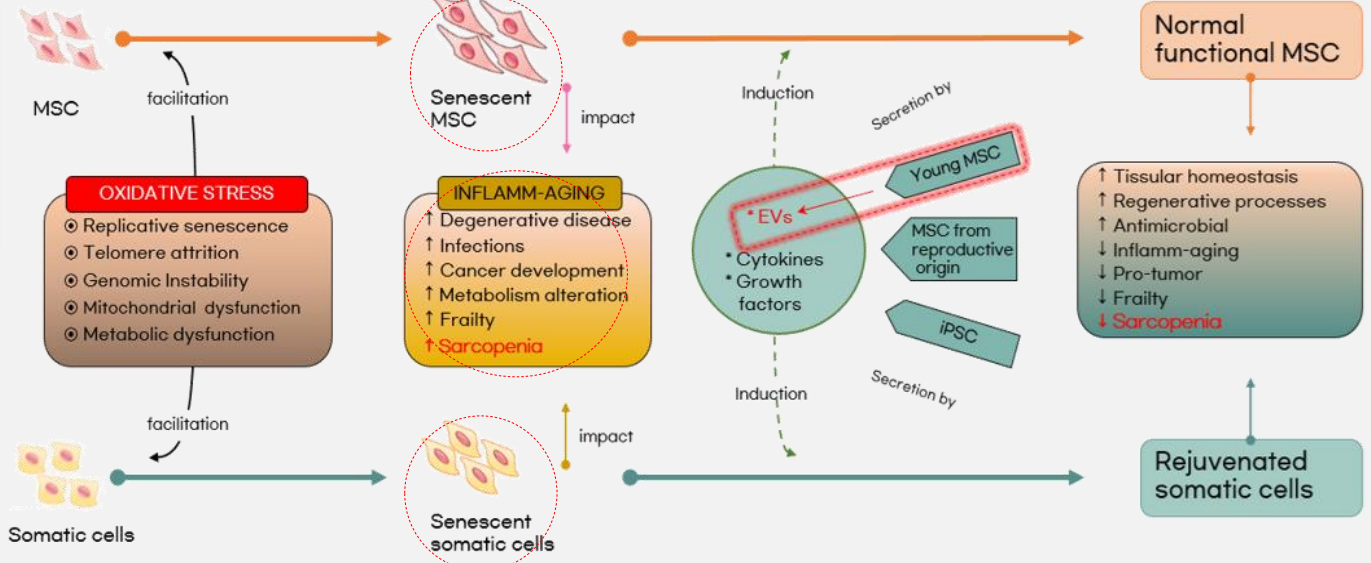 MSC
facilitation
Senescent
MSC
impact
Induction
Secretion by
Young MSC
Normal
functional MSC
OXIDATIVE STRESS
⦿ Replicative senescence
⦿ Telomere attrition
⦿ Genomic Instability
⦿ Mitochondrial dysfunction
⦿ Metabolic dysfunction
INFLAMM-AGING
↑ Degenerative disease
↑ Infections
↑ Cancer development
↑ Metabolism alteration
↑ Frailty
↑ Sarcopenia
* EVs
* Cytokines
* Growth
factors
MSC from
reproductive
origin
iPSC
↑ Tissular homeostasis
↑ Regenerative processes
↑ Antimicrobial
↓ Inflamm-aging
↓ Pro-tumor
↓ Frailty
↓ Sarcopenia
facilitation
impact
Induction
Secretion by
Somatic cells
Senescent
somatic cells
Rejuvenated
somatic cells